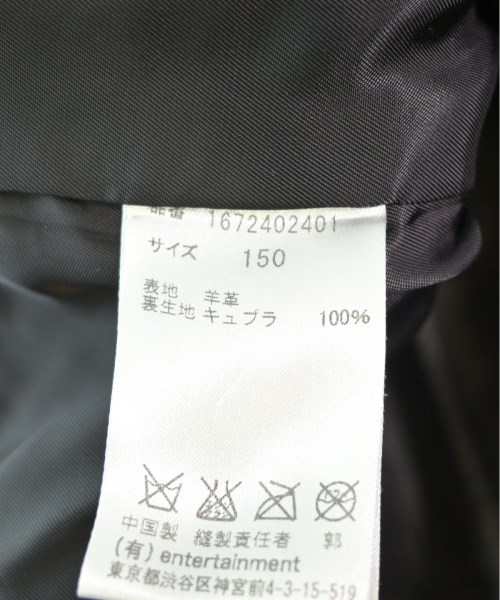 品番 1672402401
サイズ 150
表地 羊革
裏生地 キュプラ 100%
中国製 縫製責任者 郭
(有) entertainment
東京都渋谷区神宮前4-3-15-519